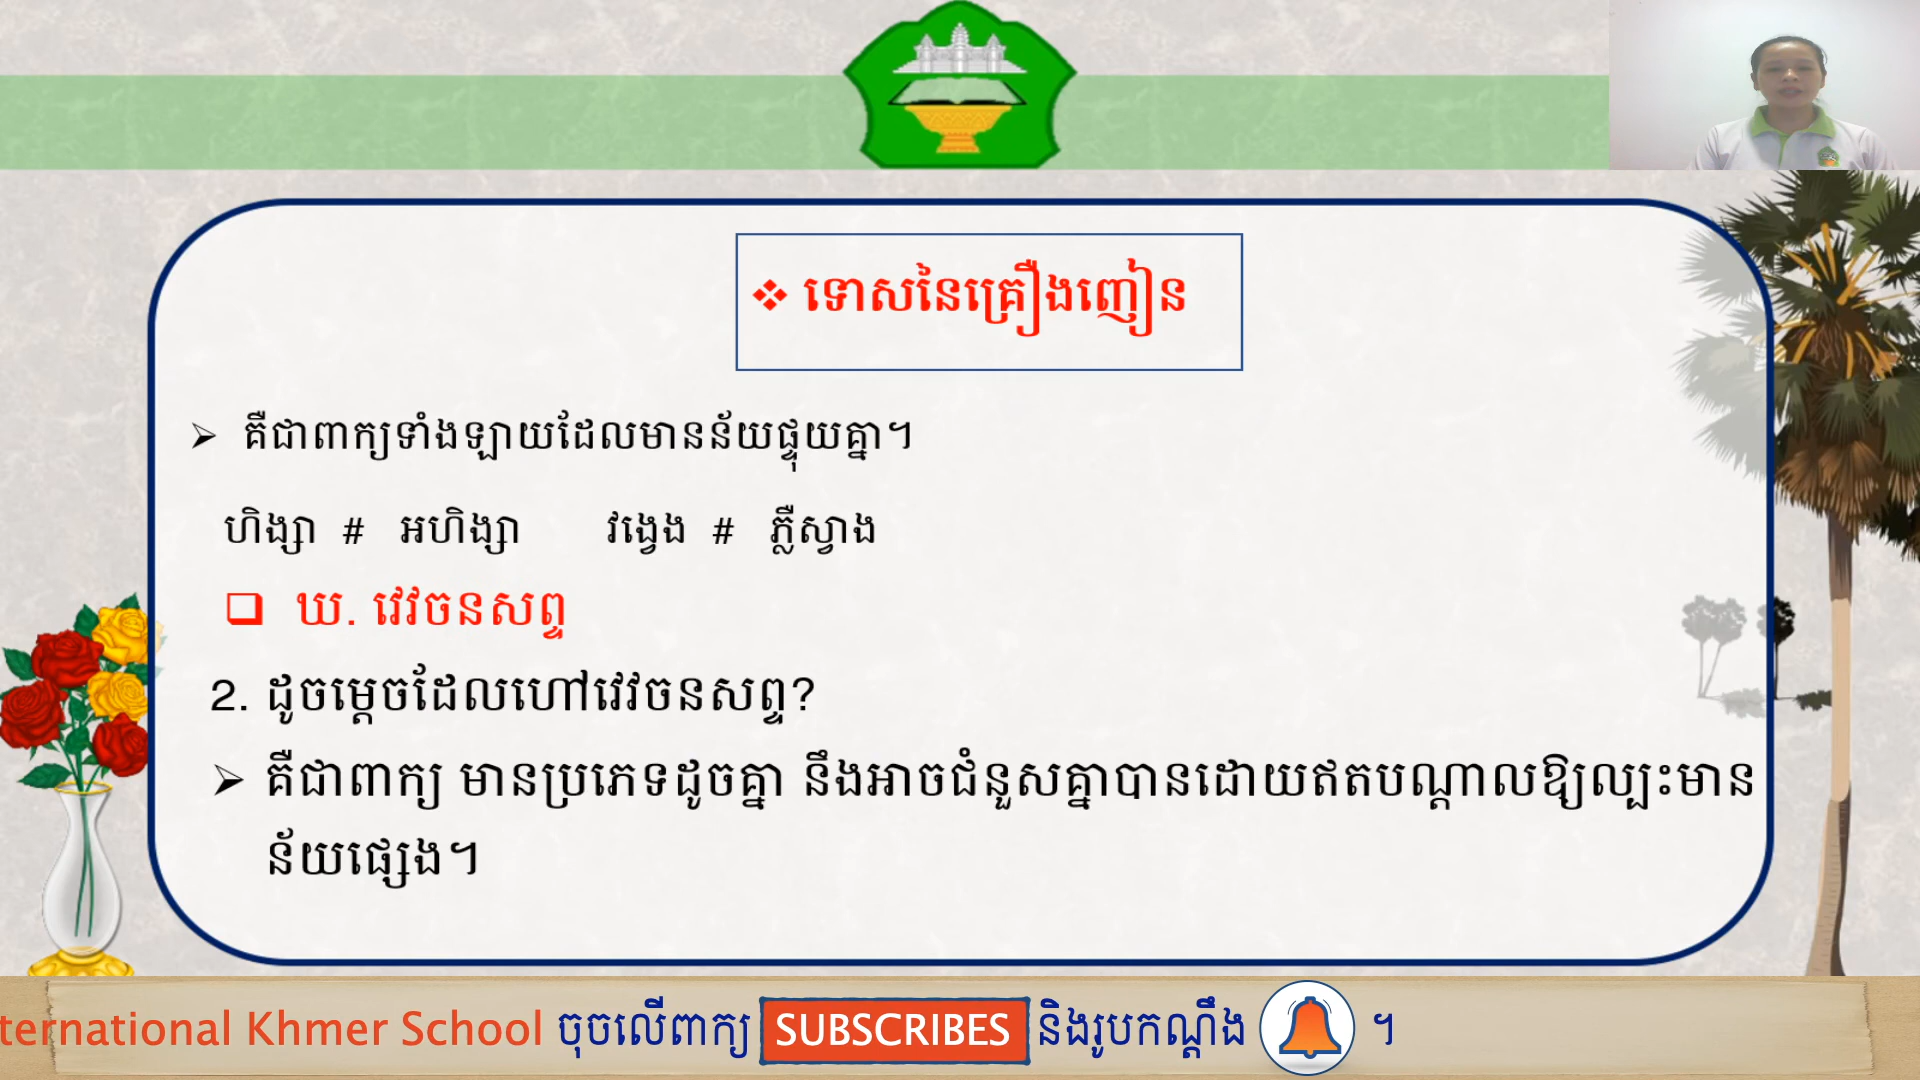 ❖ ទោសនៃគ្រឿងញៀន
➢ គឺជាពាក្យទាំងឡាយដែលមានន័យផ្ទុយគ្នា។
ហិង្សា # អហិង្សា វង្វេង # ភ្លឺស្វាង
❑ ឃ. វេវចនសព្ទ
2. ដូចម្ដេចដែលហៅវេវចនសព្ទ?
➢ គឺជាពាក្យ មានប្រភេទដូចគ្នា នឹងអាចជំនួសគ្នាបានដោយឥតបណ្ដាលឱ្យល្បះមាន
ន័យផ្សេង។
ternational Khmer School ចុចលើពាក្យ SUBSCRIBES និងរូបកណ្ដឹង ។